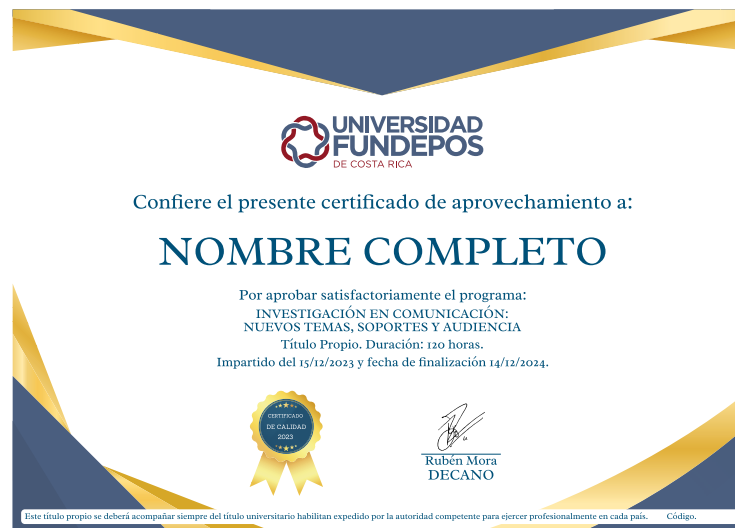 UNIVERSIDAD
FUNDEPOS
DE COSTA RICA
Confiere el presente certificado de aprovechamiento a:
NOMBRE COMPLETO
Por aprobar satisfactoriamente el programa:
INVESTIGACIÓN EN COMUNICACIÓN:
NUEVOS TEMAS, SOPORTES Y AUDIENCIA
Título Propio. Duración: 120 horas.
Impartido del 15/12/2023 y fecha de finalización 14/12/2024.
CERTIFICADO
DE CALIDAD
2023
Rubén Mora
DECANO
Este título propio se deberá acompañar siempre del título universitario habilitan expedido por la autoridad competente para ejercer profesionalmente en cada país. Código.